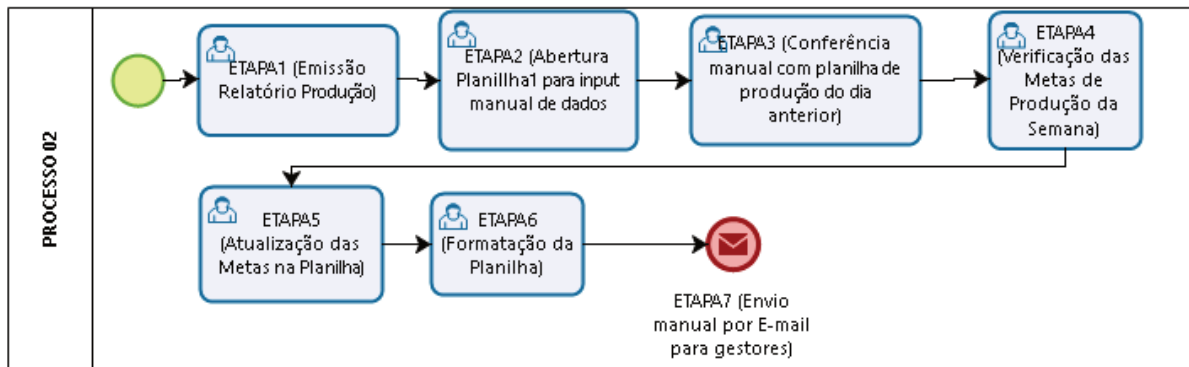 PROCESSO 02
ETAPA1 (Emissão
Relatório Produção)
ETAPA2 (Abertura
Planillha1 para input
manual de dados
ETAPA3 (Conferência
manual com planilha de
produção do dia
anterior)
ETAPA4
(Verificação das
Metas de
Produção da
Semana)
ETAPA5
(Atualização das
Metas na Planilha)
ETAPA6
(Formatação da
Planilha)
ETAPA7 (Envio
manual por E-mail
para gestores)